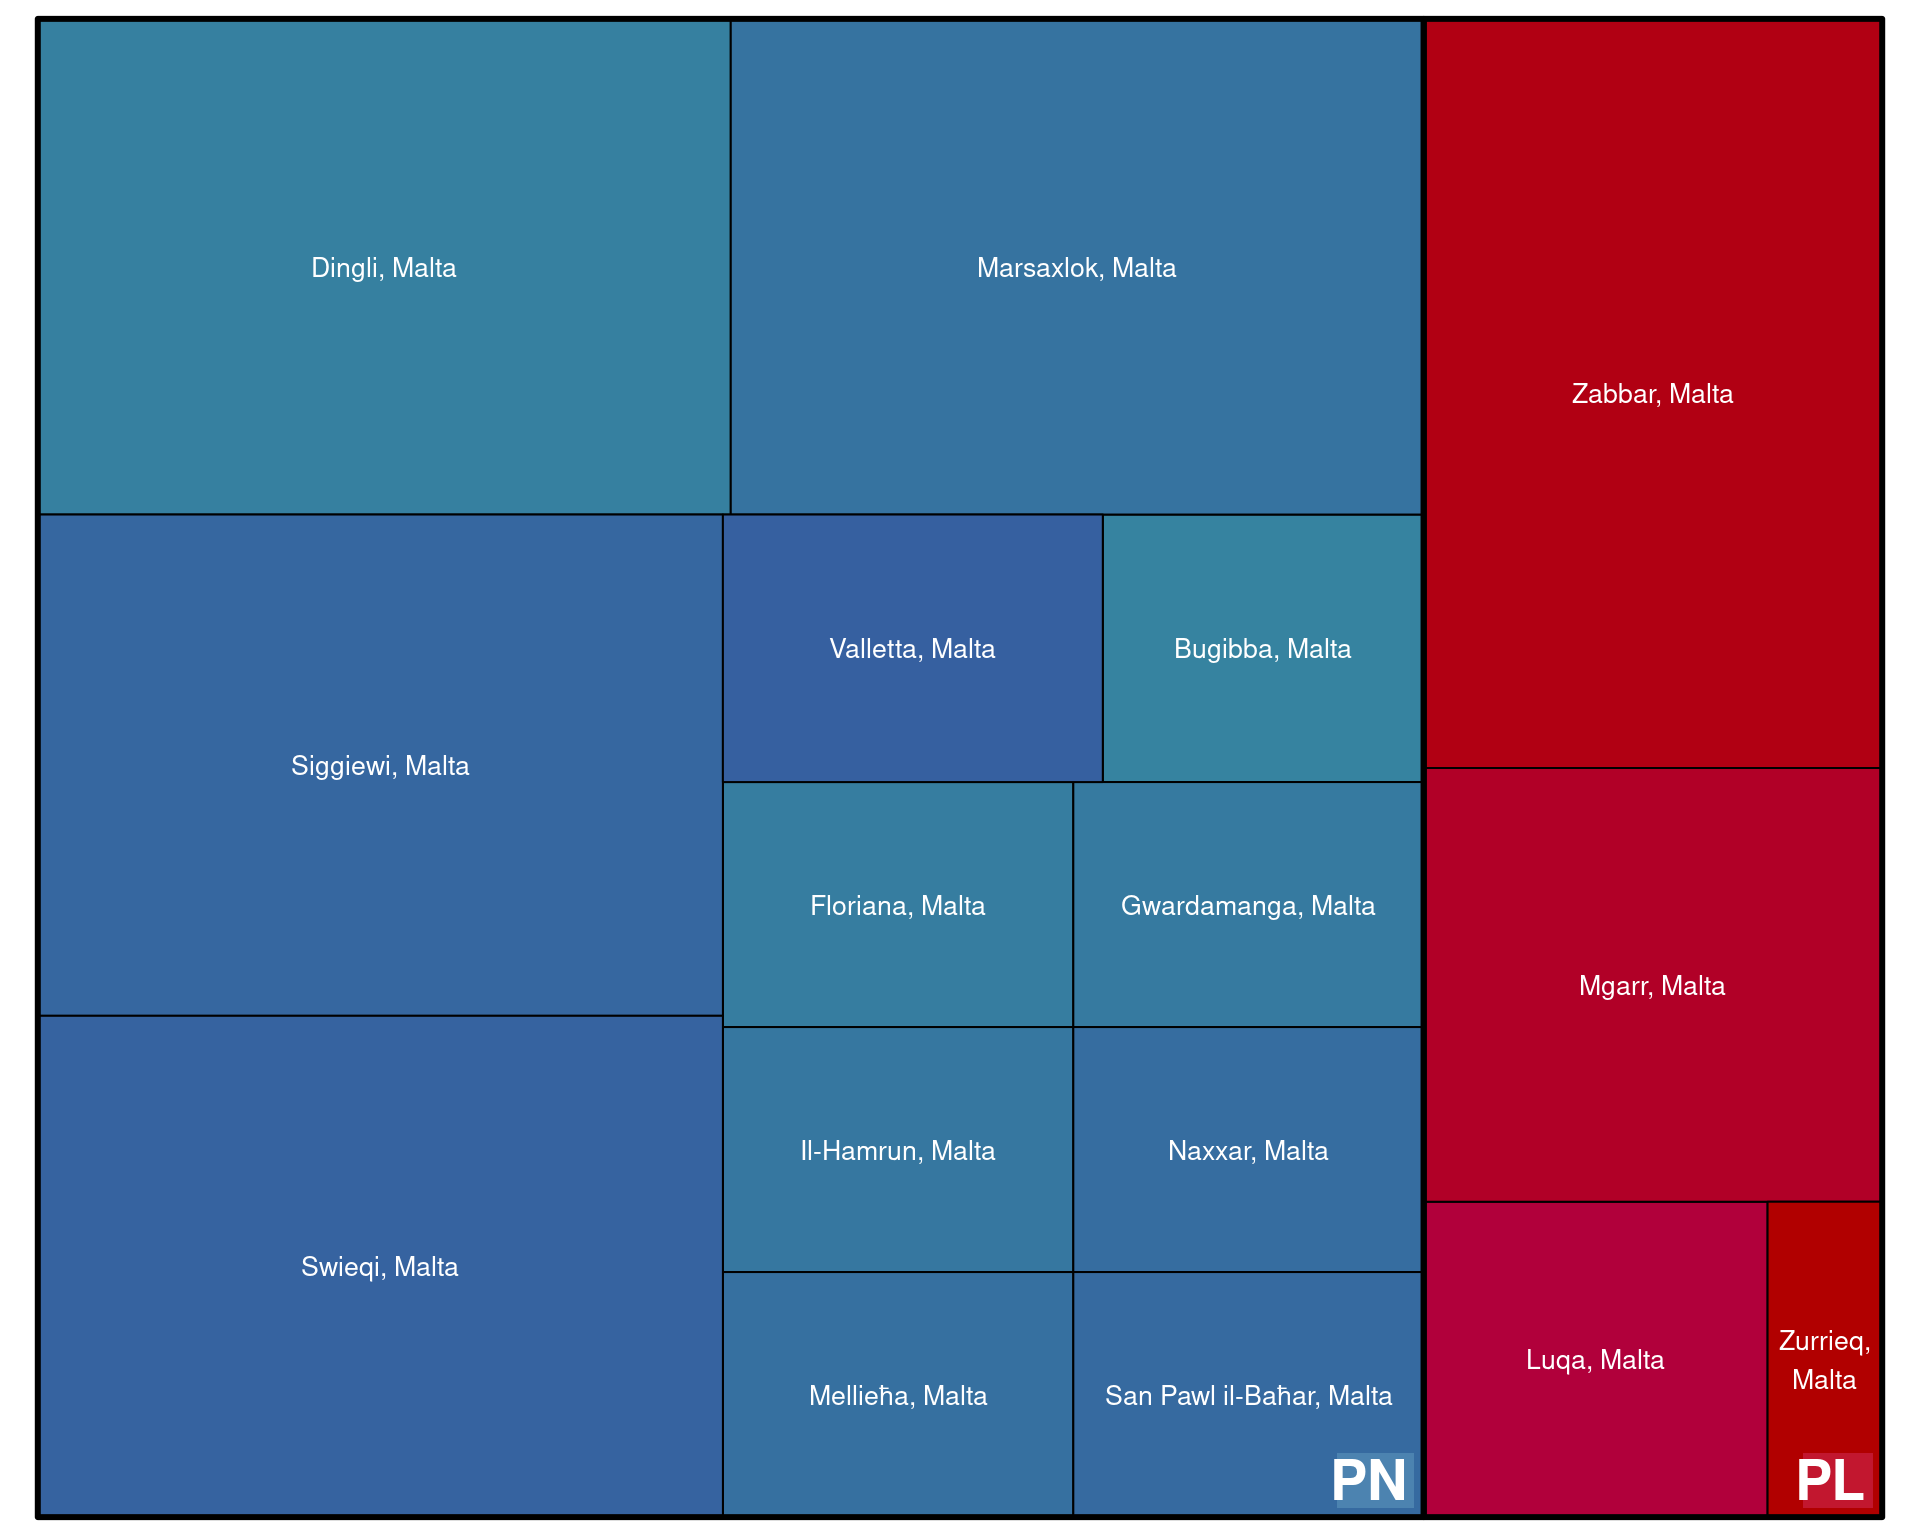 Dingli, Malta
Marsaxlok, Malta
Zabbar, Malta
Siggiewi, Malta
Valletta, Malta
Bugibba, Malta
Floriana, Malta
Gwardamanga, Malta
Mgarr, Malta
Il-Hamrun, Malta
Naxxar, Malta
Swieqi, Malta
Mellieħa, Malta
San Pawl il-Baħar, Malta
Luqa, Malta
Zurrieq,
Malta
PN
PL